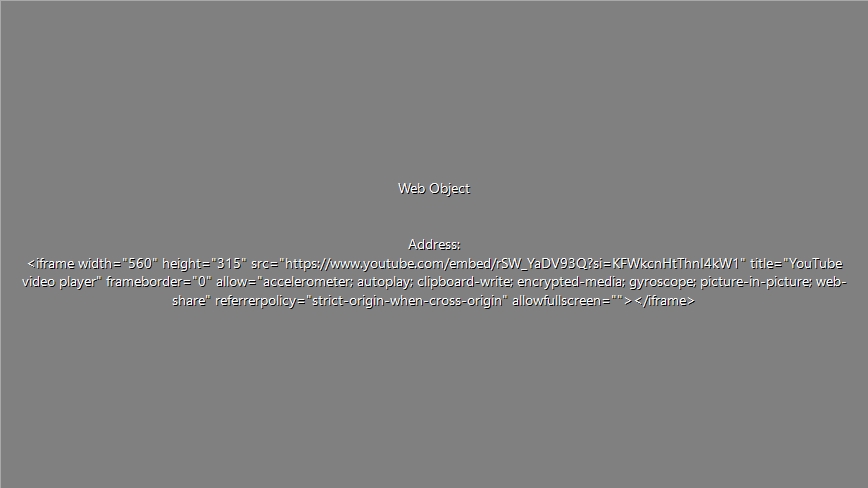 Web Object
Address:
<iframe width="560" height="315" src="https://www.youtube.com/embed/rSW_YaDV93Q?si=KFWkcnHtThnI4kW1" title="YouTube
video player" frameborder="0" allow="accelerometer; autoplay; clipboard-write; encrypted-media; gyroscope; picture-in-picture; web-
share" referrerpolicy="strict-origin-when-cross-origin" allowfullscreen=""></iframe>